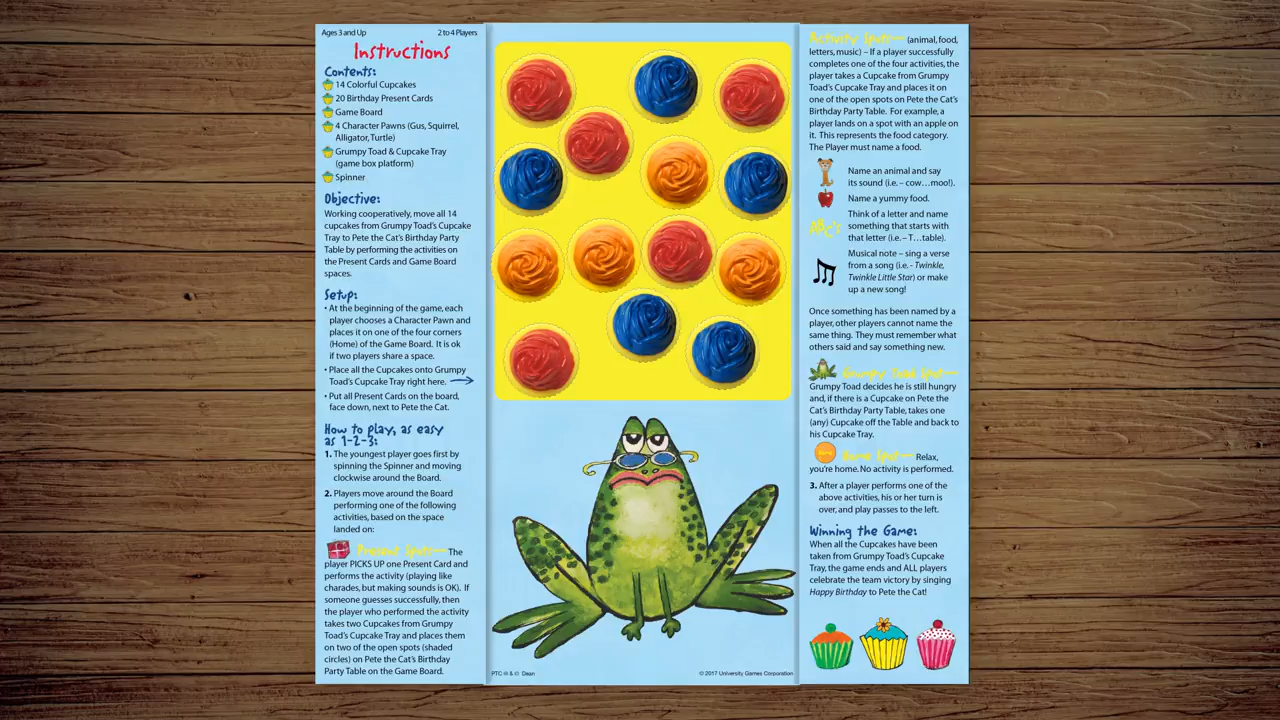 Ages 3 and Up
2 to 4 Players
Instructions
Contents:
14 Colorful Cupcakes
20 Birthday Present Cards
Game Board
4 Character Pawns (Gus, Squirrel,
Alligator, Turtle)
Grumpy Toad & Cupcake Tray
(game box platform)
Spinner
Objective:
Working cooperatively, move all 14
cupcakes from Grumpy Toad's Cupcake
Tray to Pete the Cat's Birthday Party
Table by performing the activities on
the Present Cards and Game Board
spaces.
Setup:
• At the beginning of the game, each
player chooses a Character Pawn and
places it on one of the four corners
(Home) of the Game Board. It is ok
if two players share a space.
• Place all the Cupcakes onto Grumpy
Toad's Cupcake Tray right here.
• Put all Present Cards on the board,
face down, next to Pete the Cat.
How to play, as easy
as 1-2-3:
1. The youngest player goes first by
spinning the Spinner and moving
clockwise around the Board.
2. Players move around the Board
performing one of the following
activities, based on the space
landed on:
Present Spots— The
player PICKS UP one Present Card and
performs the activity (playing like
charades, but making sounds is OK). If
someone guesses successfully, then
the player who performed the activity
takes two Cupcakes from Grumpy
Toad's Cupcake Tray and places them
on two of the open spots (shaded
circles) on Pete the Cat's Birthday
Party Table on the Game Board.
PTC ® & © Dean
© 2017 University Games Corporation
Activity Spots— (animal, food,
letters, music) – If a player successfully
completes one of the four activities, the
player takes a Cupcake from Grumpy
Toad's Cupcake Tray and places it on
one of the open spots on Pete the Cat's
Birthday Party Table. For example, a
player lands on a spot with an apple on
it. This represents the food category.
The Player must name a food.
Name an animal and say
its sound (i.e. – cow…moo!).
Name a yummy food.
ABC's
Think of a letter and name
something that starts with
that letter (i.e. – T…table).
Musical note – sing a verse
from a song (i.e. - Twinkle,
Twinkle Little Star) or make
up a new song!
Once something has been named by a
player, other players cannot name the
same thing. They must remember what
others said and say something new.
Grumpy Toad Spot—
Grumpy Toad decides he is still hungry
and, if there is a Cupcake on Pete the
Cat's Birthday Party Table, takes one
(any) Cupcake off the Table and back to
his Cupcake Tray.
Home Spot— Relax,
you're home. No activity is performed.
3. After a player performs one of the
above activities, his or her turn is
over, and play passes to the left.
Winning the Game:
When all the Cupcakes have been
taken from Grumpy Toad's Cupcake
Tray, the game ends and ALL players
celebrate the team victory by singing
Happy Birthday to Pete the Cat!